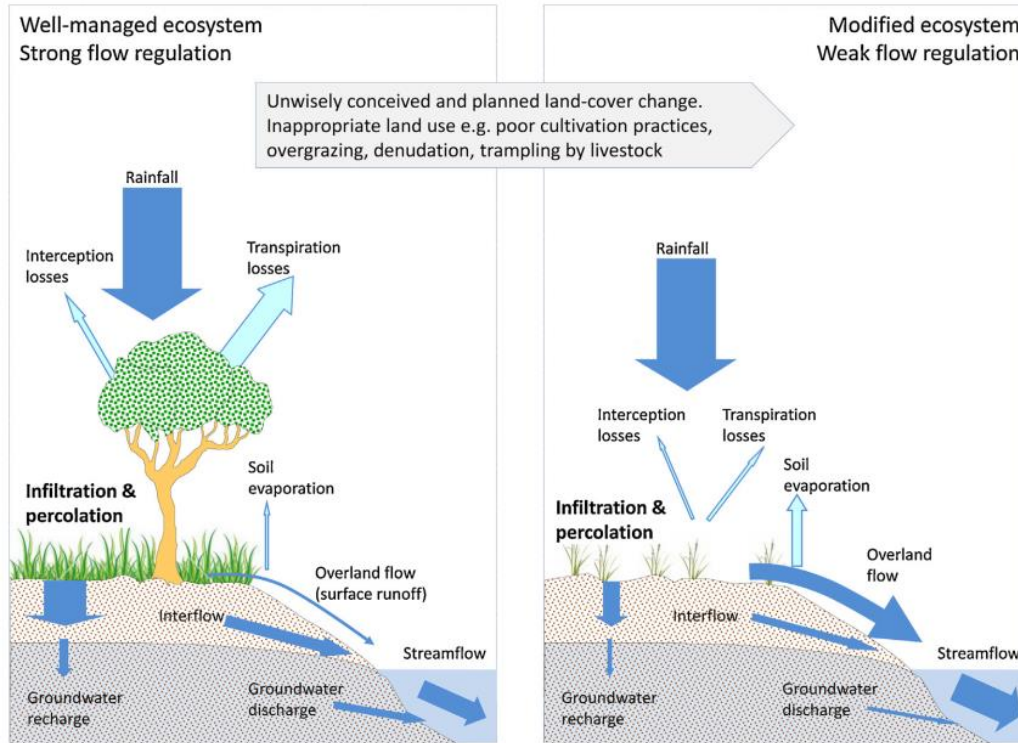 Well-managed ecosystem
Strong flow regulation
Modified ecosystem
Weak flow regulation
Unwisely conceived and planned land-cover change.
Inappropriate land use e.g. poor cultivation practices,
overgrazing, denudation, trampling by livestock
Rainfall
Interception
losses
Transpiration
losses
Soil
evaporation
Infiltration &
percolation
Overland flow
(surface runoff)
Interflow
Streamflow
Groundwater
recharge
Groundwater
discharge
Rainfall
Interception
losses
Transpiration
losses
Soil
evaporation
Infiltration &
percolation
Overland
flow
Interflow
Streamflow
Groundwater
recharge
Groundwater
discharge